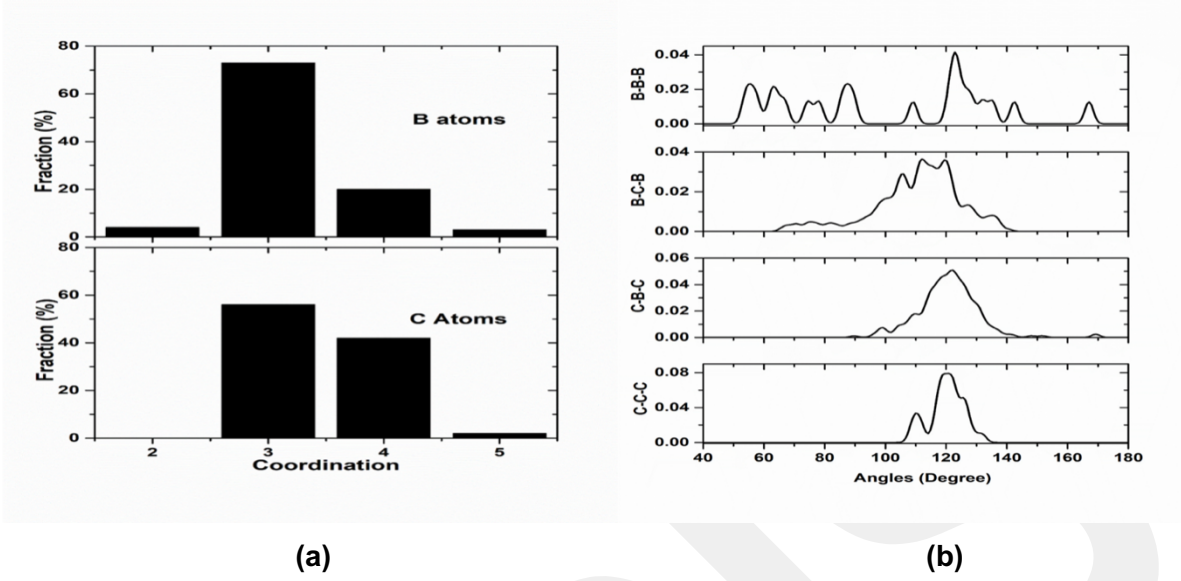 80
60
40
20
0
Fraction (%)
B atoms
80
60
40
20
0
Fraction (%)
C Atoms
2 3 4 5
Coordination
(a)
0.04
0.02
0.00
B-B-B
0.04
0.02
0.00
B-C-B
0.06
0.04
0.02
0.00
C-B-C
0.08
0.04
0.00
C-C-C
40 60 80 100 120 140 160 180
Angles (Degree)
(b)